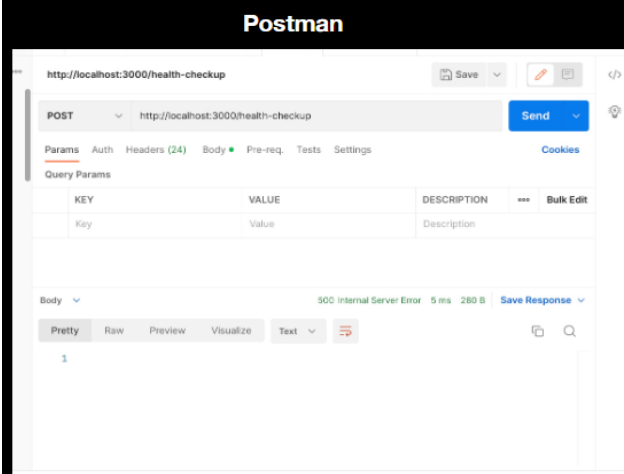 Postman
http://localhost:3000/health-checkup Save
POST http://localhost:3000/health-checkup Send
Params Auth Headers (24) Body Pre-req. Tests Settings Cookies
Query Params
KEY VALUE DESCRIPTION Bulk Edit
Key Value Description
Body 500 Internal Server Error 5 ms 280 B Save Response
Pretty Raw Preview Visualize Text
1